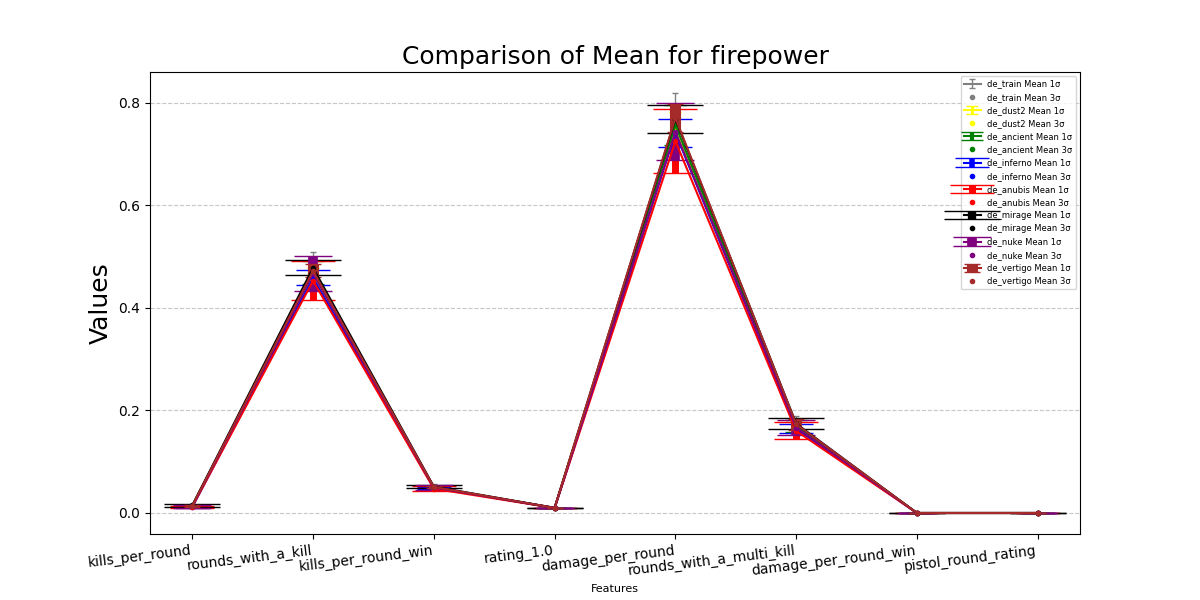 Comparison of Mean for firepower
Values
0.8
0.6
0.4
0.2
0.0
de_train Mean 1σ
de_train Mean 3σ
de_dust2 Mean 1σ
de_dust2 Mean 3σ
de_ancient Mean 1σ
de_ancient Mean 3σ
de_inferno Mean 1σ
de_inferno Mean 3σ
de_anubis Mean 1σ
de_anubis Mean 3σ
de_mirage Mean 1σ
de_mirage Mean 3σ
de_nuke Mean 1σ
de_nuke Mean 3σ
de_vertigo Mean 1σ
de_vertigo Mean 3σ
kills_per_round
rounds_with_a_kill
kills_per_round_win
rating_1.0
damage_per_round
rounds_with_a_multi_kill
damage_per_round_win
pistol_round_rating
Features